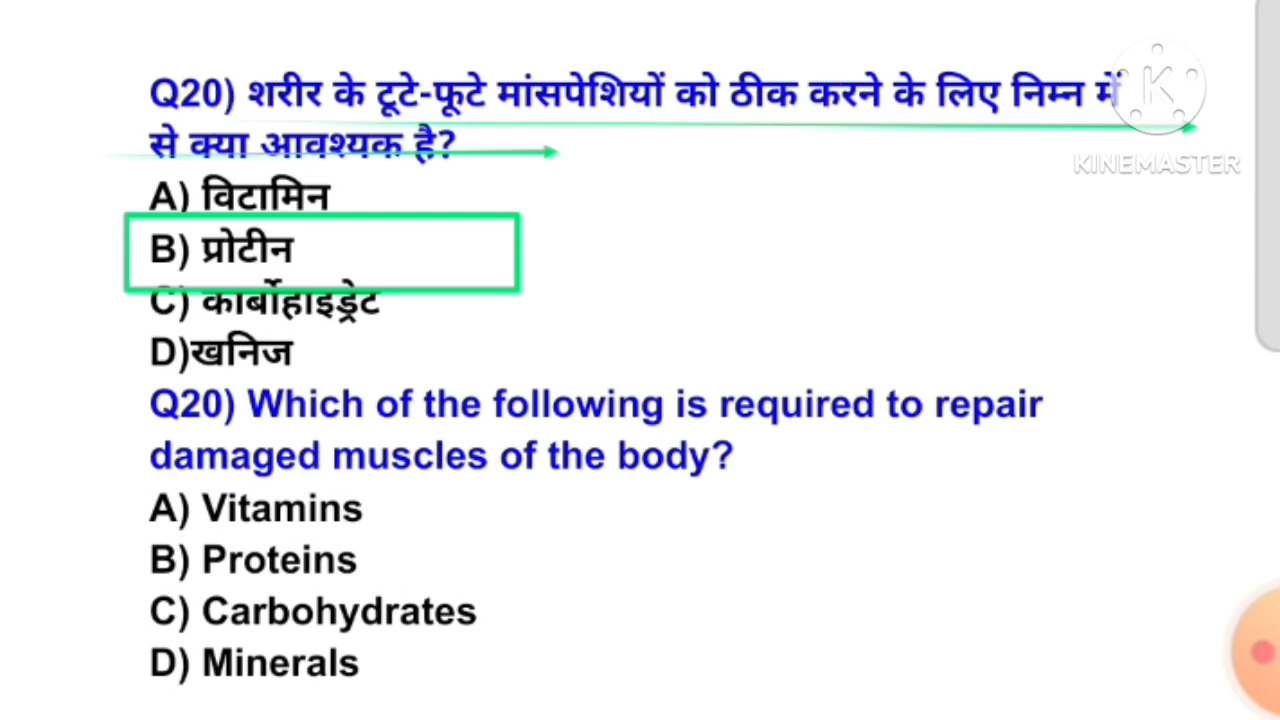 Q20) शरीर के टूटे-फूटे मांसपेशियों को ठीक करने के लिए निम्न में
से क्या आवश्यक है?
A) विटामिन
B) प्रोटीन
C) कार्बोहाइड्रेट
D)खनिज
Q20) Which of the following is required to repair
damaged muscles of the body?
A) Vitamins
B) Proteins
C) Carbohydrates
D) Minerals
K
KINEMASTER